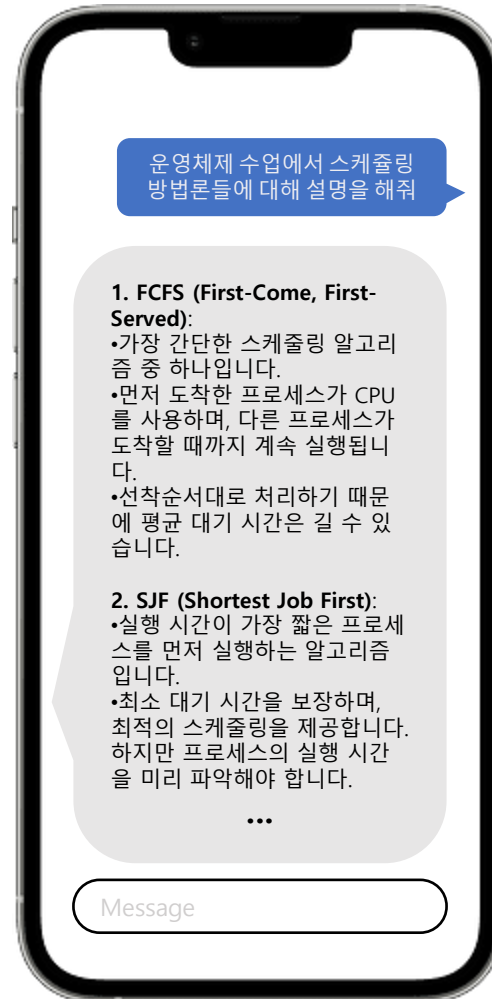 운영체제 수업에서 스케쥴링
방법론들에 대해 설명을 해줘
1. FCFS (First-Come, First-
Served):
•가장 간단한 스케줄링 알고리
즘 중 하나입니다.
•먼저 도착한 프로세스가 CPU
를 사용하며, 다른 프로세스가
도착할 때까지 계속 실행됩니
다.
•선착순서대로 처리하기 때문
에 평균 대기 시간은 길 수 있
습니다.
2. SJF (Shortest Job First):
•실행 시간이 가장 짧은 프로세
스를 먼저 실행하는 알고리즘
입니다.
•최소 대기 시간을 보장하며,
최적의 스케줄링을 제공합니다.
하지만 프로세스의 실행 시간
을 미리 파악해야 합니다.
...
Message